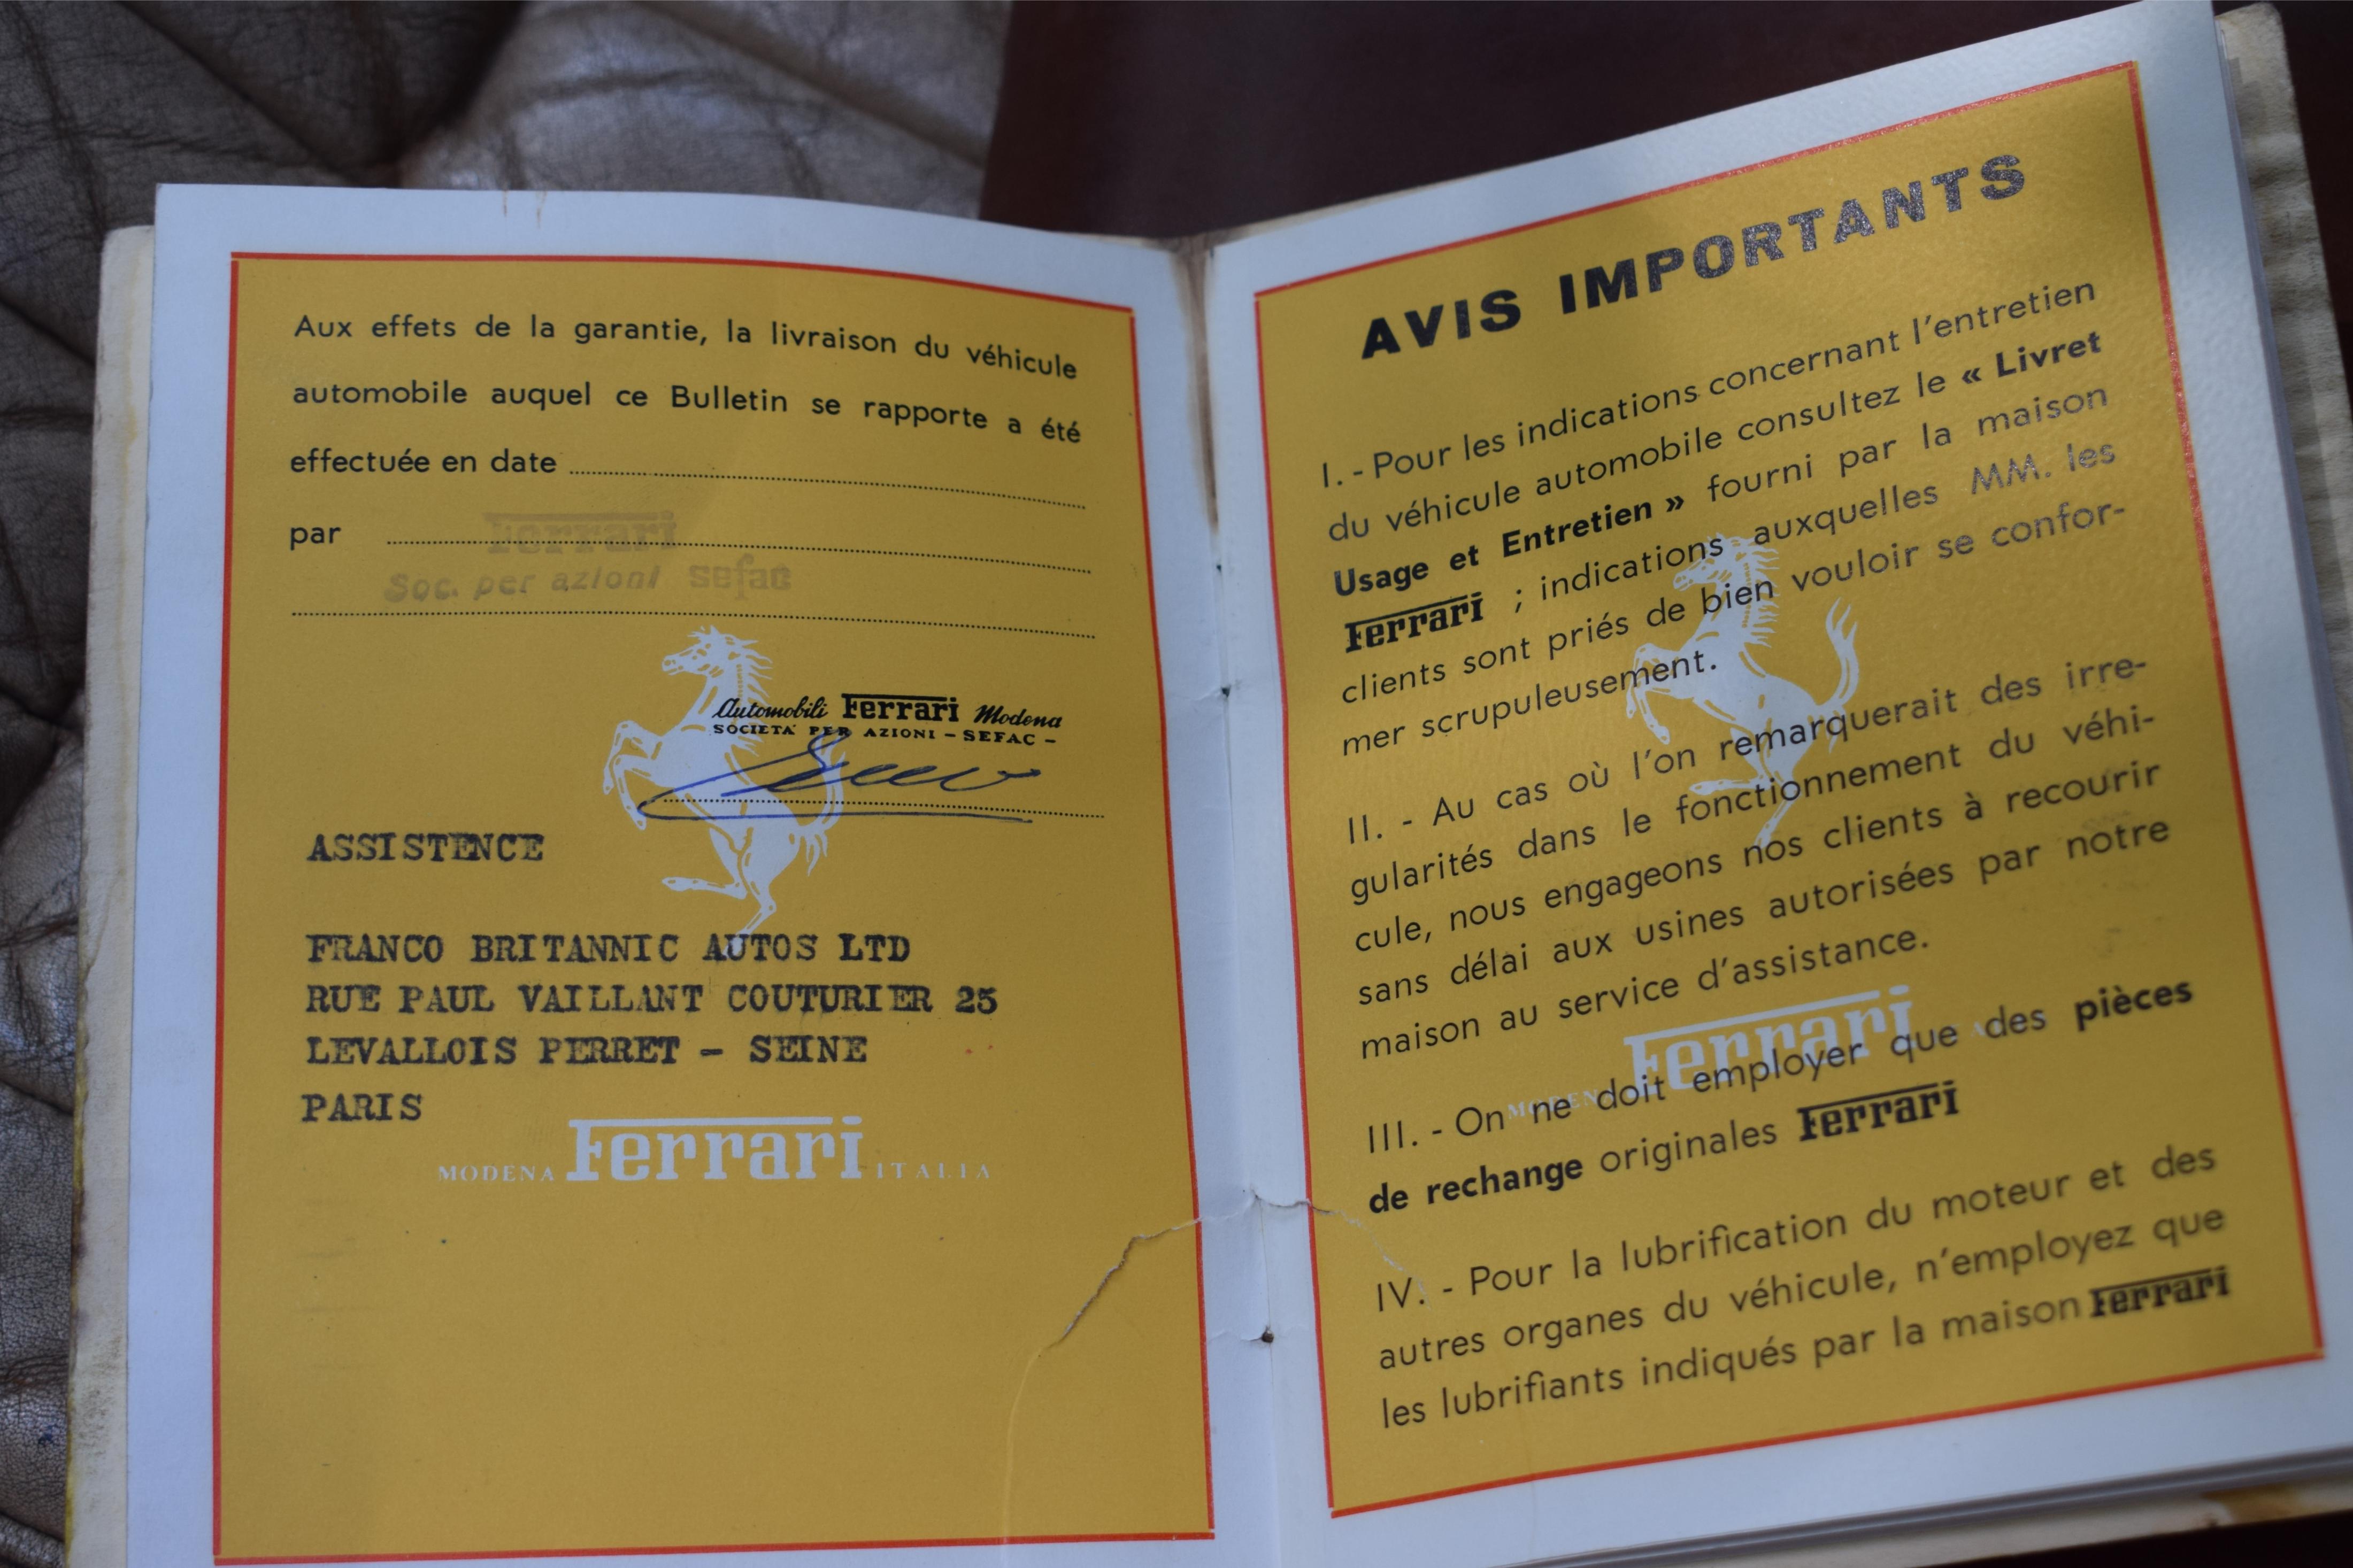 Aux effets de la garantie, la livraison du véhicule
automobile auquel ce Bulletin se rapporte a été
effectuée en date
par
Ferrari
Soc. per azioni sefac
Automobili Ferrari Modena
SOCIETA' PER AZIONI - SEFAC -
ASSISTENCE
FRANCO BRITANNIC AUTOS LTD
RUE PAUL VAILLANT COUTURIER 25
LEVALLOIS PERRET - SEINE
PARIS
MODENA Ferrari ITALIA
AVIS IMPORTANTS
I. - Pour les indications concernant l'entretien
du véhicule automobile consultez le « Livret
Usage et Entretien » fourni par la maison
Ferrari ; indications auxquelles MM. les
clients sont priés de bien vouloir se confor-
mer scrupuleusement.
II. - Au cas où l'on remarquerait des irre-
gularités dans le fonctionnement du véhi-
cule, nous engageons nos clients à recourir
sans délai aux usines autorisées par notre
maison au service d'assistance.
MODENA Ferrari
III. - On ne doit employer que des pièces
de rechange originales Ferrari
IV. - Pour la lubrification du moteur et des
autres organes du véhicule, n'employez que
les lubrifiants indiqués par la maison Ferrari